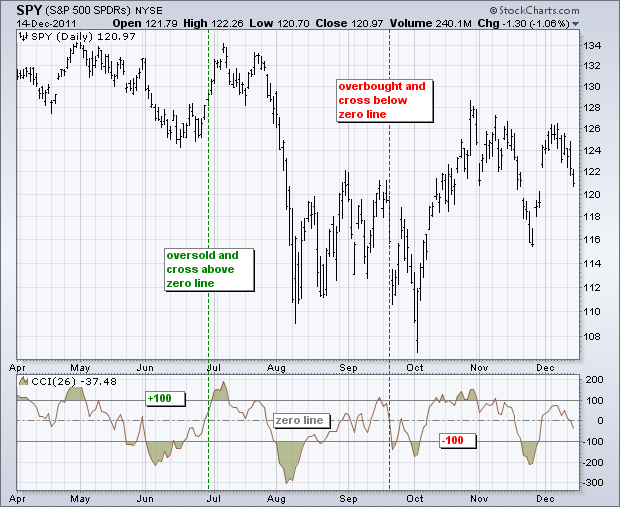 SPY (S&P 500 SPDRs) NYSE © StockCharts.com
14-Dec-2011 Open 121.79 High 122.26 Low 120.70 Close 120.97 Volume 240.1M Chg -1.30 (-1.06%)
SPY (Daily) 120.97
134
132
130
128
126
124
122
120
118
116
114
112
110
108
overbought and
cross below
zero line
oversold and
cross above
zero line
Apr May Jun Jul Aug Sep Oct Nov Dec
CCI(26) -37.48
+100
zero line
-100
200
100
0
-100
-200
-300
Apr May Jun Jul Aug Sep Oct Nov Dec